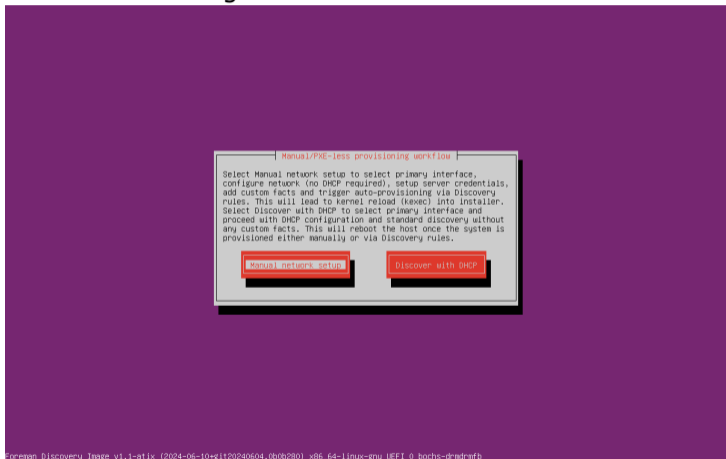 Manual/PXE-less provisioning workflow
Select Manual network setup to select primary interface,
configure network (no DHCP required), setup server credentials,
add custom facts and trigger auto-provisioning via Discovery
rules. This will lead to kernel reload (kexec) into installer.
Select Discover with DHCP to select primary interface and
proceed with DHCP configuration and standard discovery without
any custom facts. This will reboot the host once the system is
provisioned either manually or via Discovery rules.
Manual network setup Discover with DHCP
Foreman Discovery Image v1.1-atix (2024-06-10+git20240604.0b0b280) x86_64-linux-gnu UEFI 0 bochs-drmdrmfb